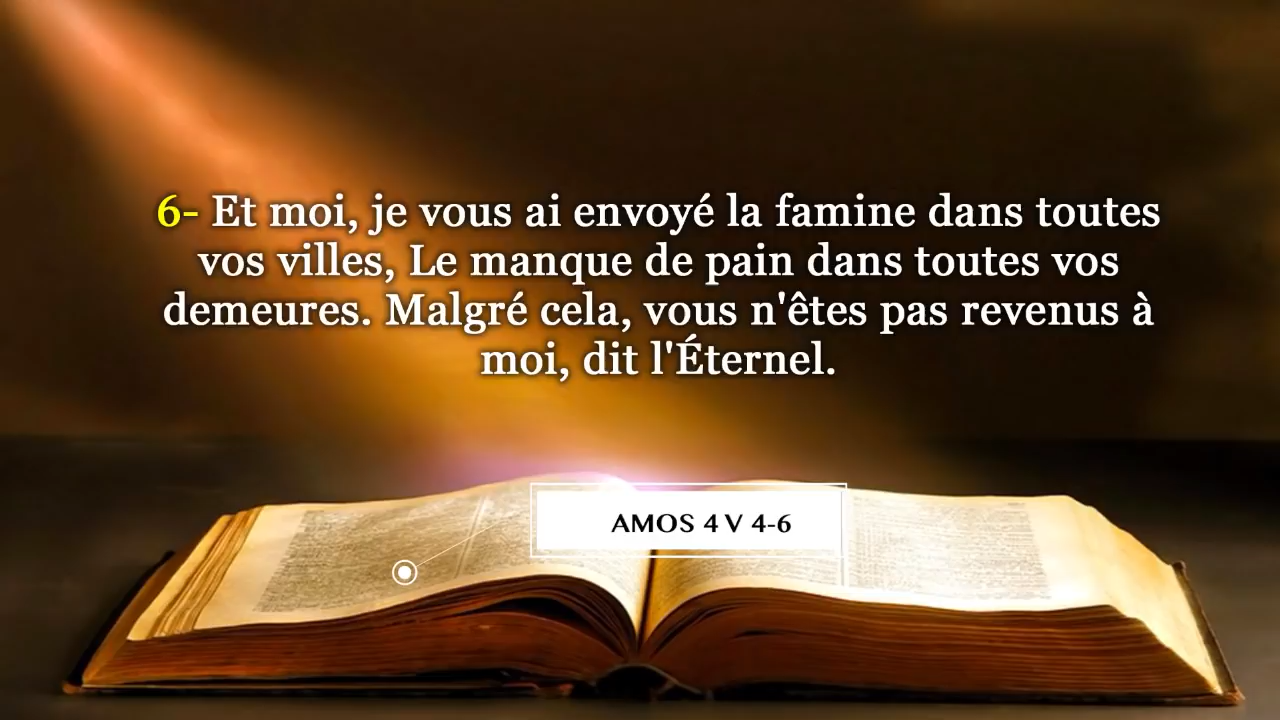 6- Et moi, je vous ai envoyé la famine dans toutes
vos villes, Le manque de pain dans toutes vos
demeures. Malgré cela, vous n'êtes pas revenus à
moi, dit l'Éternel.
AMOS 4 V 4-6